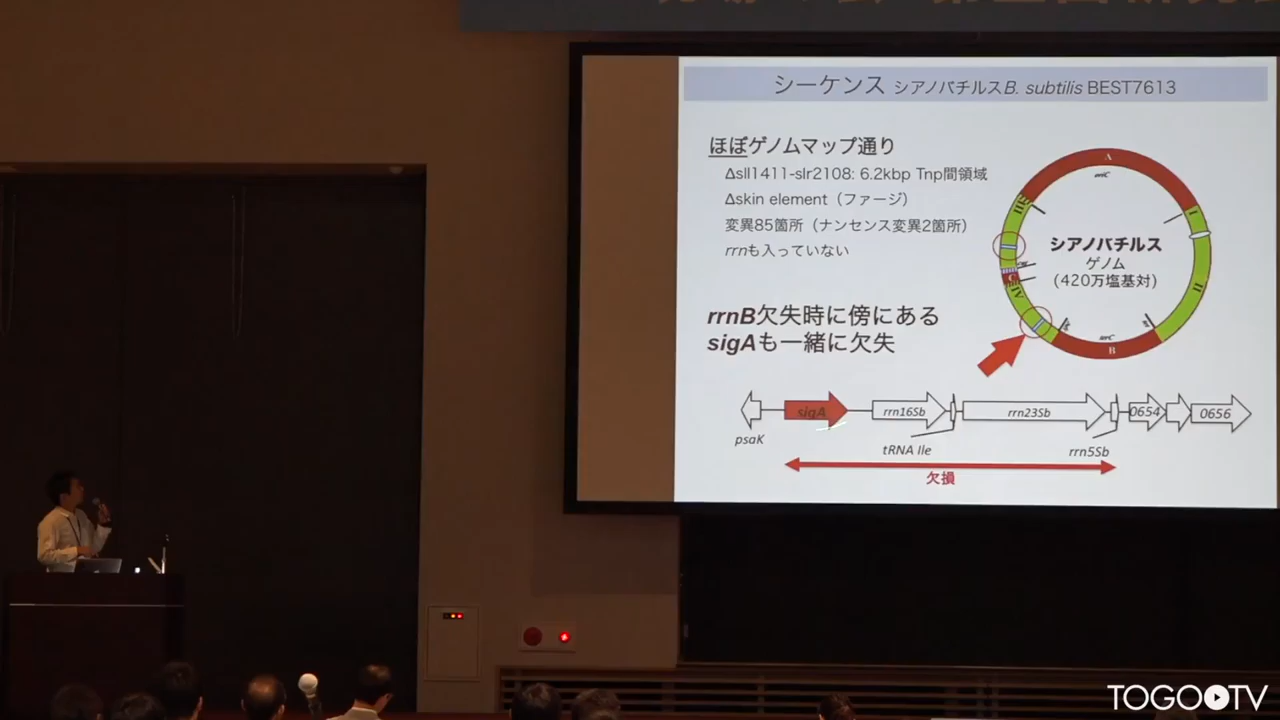 シーケンス シアノバチルスB. subtilis BEST7613
ほぼゲノムマップ通り
Δsll1411-slr2108: 6.2kbp Tnp間領域
Δskin element（ファージ）
変異85箇所（ナンセンス変異2箇所）
rrnも入っていない
rrnB欠失時に傍にある
sigAも一緒に欠失
A
oriC
I
II
III
IV
C
B
シアノバチルス
ゲノム
(420万塩基対)
sigA
rrn16Sb
rrn23Sb
0654
0656
psaK
tRNA Ile
rrn5Sb
欠損
TOGOTV